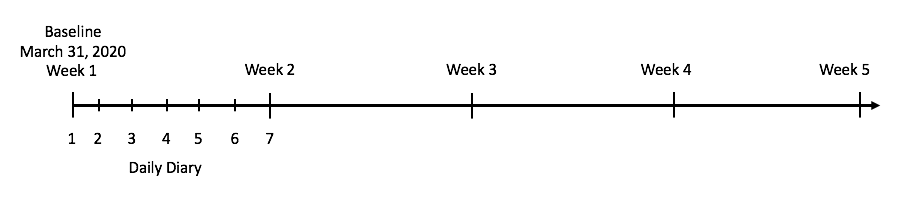 Baseline
March 31, 2020
Week 1
Week 2
Week 3
Week 4
Week 5
1 2 3 4 5 6 7
Daily Diary